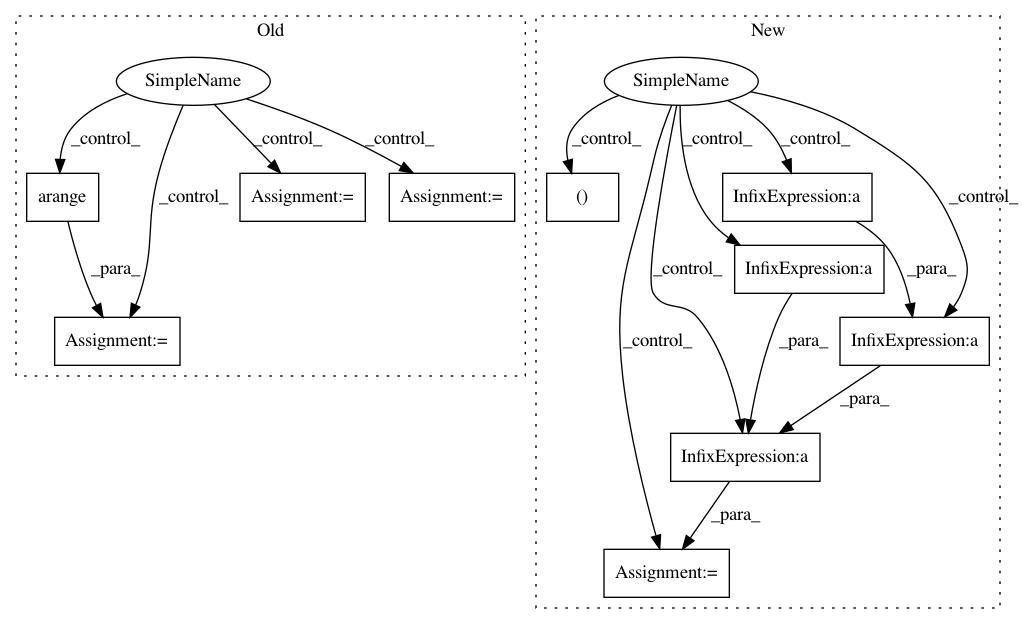 Old
New
SimpleName
SimpleName
_control_
_control_
_control_
_control_
_control_
_control_
_control_
_control_
arange
Assignment:=
Assignment:=
()
InfixExpression:a
_control_
_para_
_control_
InfixExpression:a
_para_
Assignment:=
_control_
_para_
InfixExpression:a
_para_
InfixExpression:a
_para_
Assignment:=